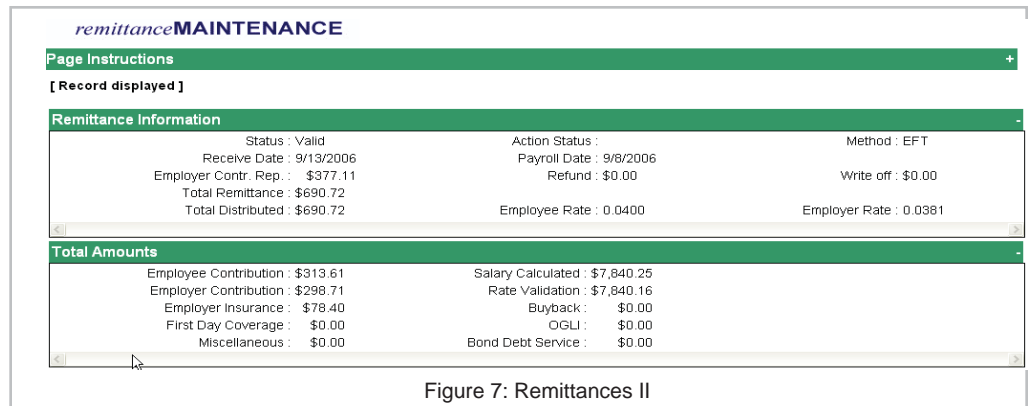 remittanceMAINTENANCE
Page Instructions +
[ Record displayed ]
Remittance Information -
Status : Valid Action Status : Method : EFT
Receive Date : 9/13/2006 Payroll Date : 9/8/2006
Employer Contr. Rep. : $377.11 Refund : $0.00 Write off : $0.00
Total Remittance : $690.72
Total Distributed : $690.72 Employee Rate : 0.0400 Employer Rate : 0.0381
Total Amounts -
Employee Contribution : $313.61 Salary Calculated : $7,840.25
Employer Contribution : $298.71 Rate Validation : $7,840.16
Employer Insurance : $78.40 Buyback : $0.00
First Day Coverage : $0.00 OGLI : $0.00
Miscellaneous : $0.00 Bond Debt Service : $0.00
Figure 7: Remittances II